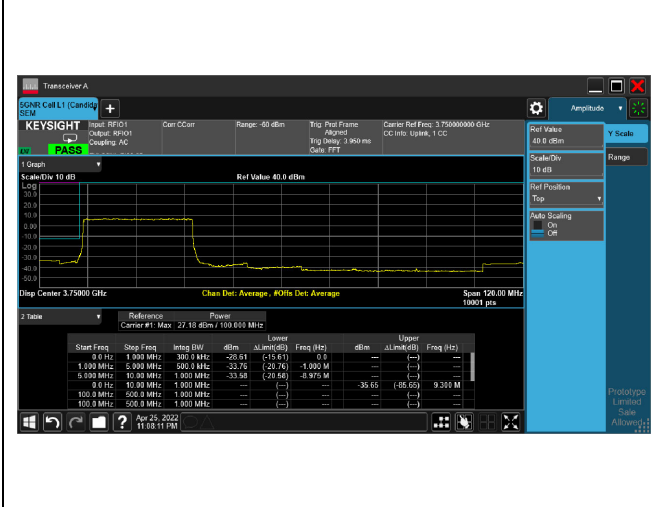 Transceiver A
5GNR Cell L1 (Candida
SEM
Amplitude
KEYSIGHT
PASS
Input: RFIO1
Output: RFIO1
Coupling: AC
Corr CCorr
Range: -60 dBm
Trig: Prot Frame
Aligned
Trig Delay: 3.950 ms
Gate: FFT
Carrier Ref Freq: 3.750000000 GHz
CC Info: Uplink, 1 CC
Ref Value
40.0 dBm
Y Scale
Scale/Div
10 dB
Range
Ref Position
Top
Auto Scaling
On
Off
1 Graph
Scale/Div 10 dB
Ref Value 40.0 dBm
Log
30.0
20.0
10.0
0.00
-10.0
-20.0
-30.0
-40.0
-50.0
Disp Center 3.75000 GHz
Chan Det: Average , #Offs Det: Average
Span 120.00 MHz
10001 pts
2 Table
Reference Power
Carrier #1: Max 27.18 dBm / 100.000 MHz
Lower Upper
Start Freq Stop Freq Integ BW dBm ΔLimit(dB) Freq (Hz) dBm ΔLimit(dB) Freq (Hz)
0.0 Hz 1.000 MHz 300.0 kHz -28.61 (-15.61) 0.0 --- (---)
1.000 MHz 5.000 MHz 500.0 kHz -33.76 (-20.76) -1.000 M --- (---)
5.000 MHz 10.00 MHz 1.000 MHz -33.58 (-20.58) -8.975 M --- (---)
0.0 Hz 10.00 MHz 1.000 MHz --- (---) -35.65 (-85.65) 9.300 M
100.0 MHz 500.0 MHz 1.000 MHz --- (---) --- (---)
100.0 MHz 500.0 MHz 1.000 MHz --- (---) --- (---)
Prototype
Limited
Sale
Allowed
Apr 25, 2022
11:08:11 PM